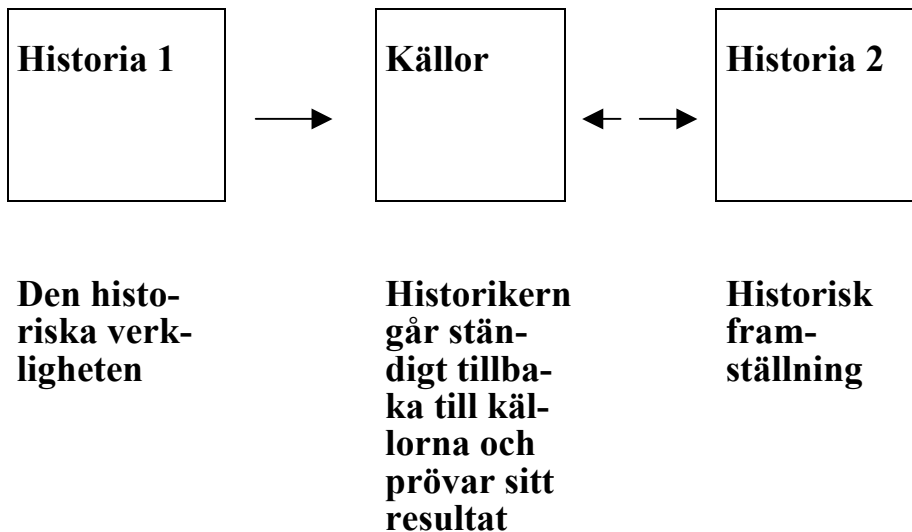 Historia 1
Källor
Historia 2
Den histo-
riska verk-
ligheten
Historikern
går stän-
digt tillba-
ka till käl-
lorna och
prövar sitt
resultat
Historisk
fram-
ställning